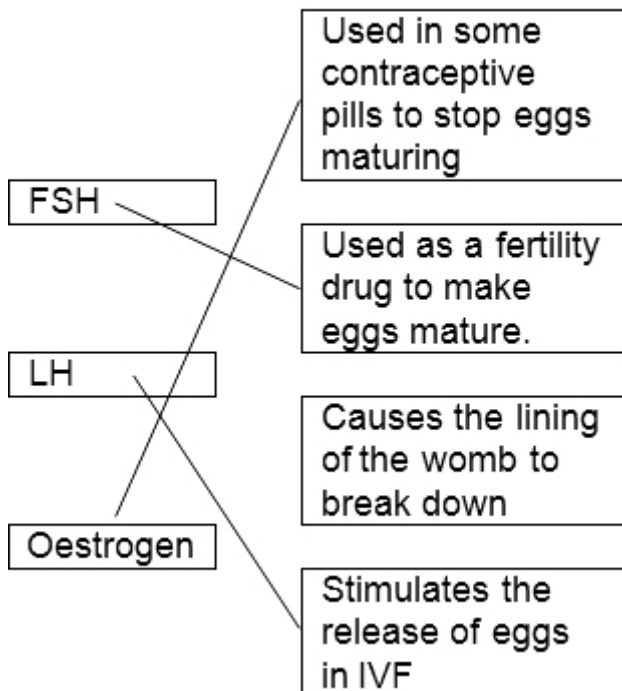 FSH
LH
Oestrogen
Used in some
contraceptive
pills to stop eggs
maturing
Used as a fertility
drug to make
eggs mature.
Causes the lining
of the womb to
break down
Stimulates the
release of eggs
in IVF